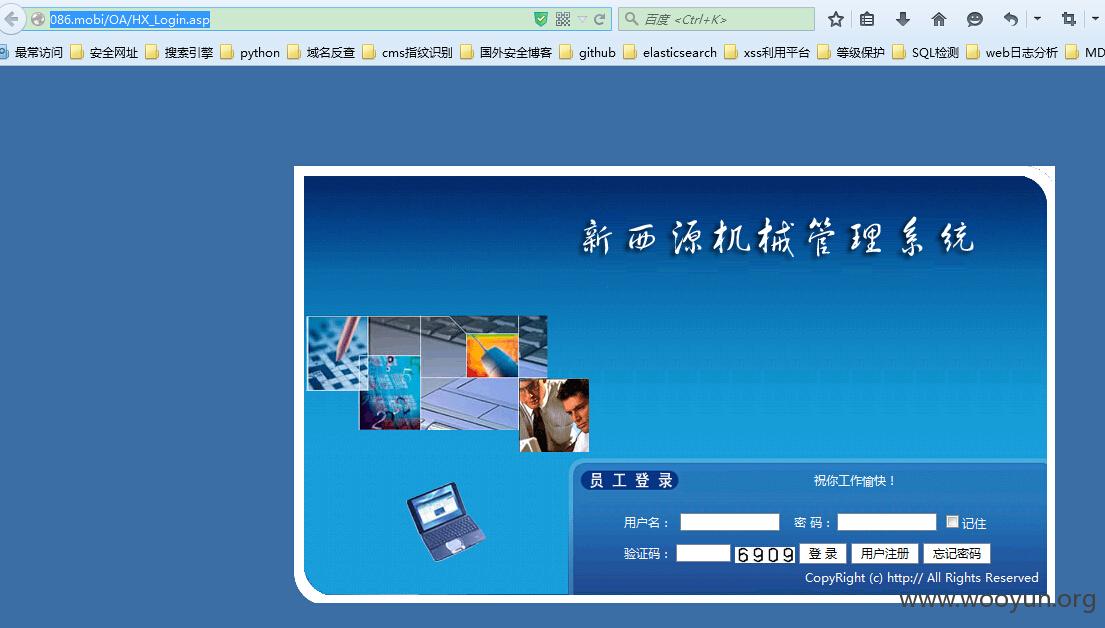 086.mobi/OA/HX_Login.asp
百度 <Ctrl+K>
最常访问 安全网址 搜索引擎 python 域名反查 cms指纹识别 国外安全博客 github elasticsearch xss利用平台 等级保护 SQL检测 web日志分析 MD
新西源机械管理系统
员工登录 祝你工作愉快！
用户名： 密 码： 记住
验证码： 6909 登 录 用户注册 忘记密码
CopyRight (c) http:// All Rights Reserved
www.wooyun.org